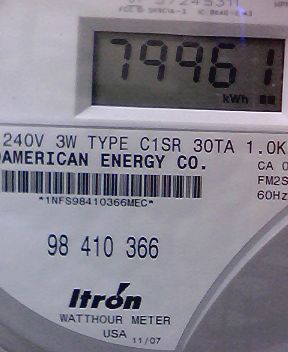 79961
kWh
240V 3W TYPE C1SR 30TA 1.0K
AMERICAN ENERGY CO.
CA 0
FM2S
60Hz
*1NFS98410366MEC*
98 410 366
Itron
WATTHOUR METER
USA 11/07